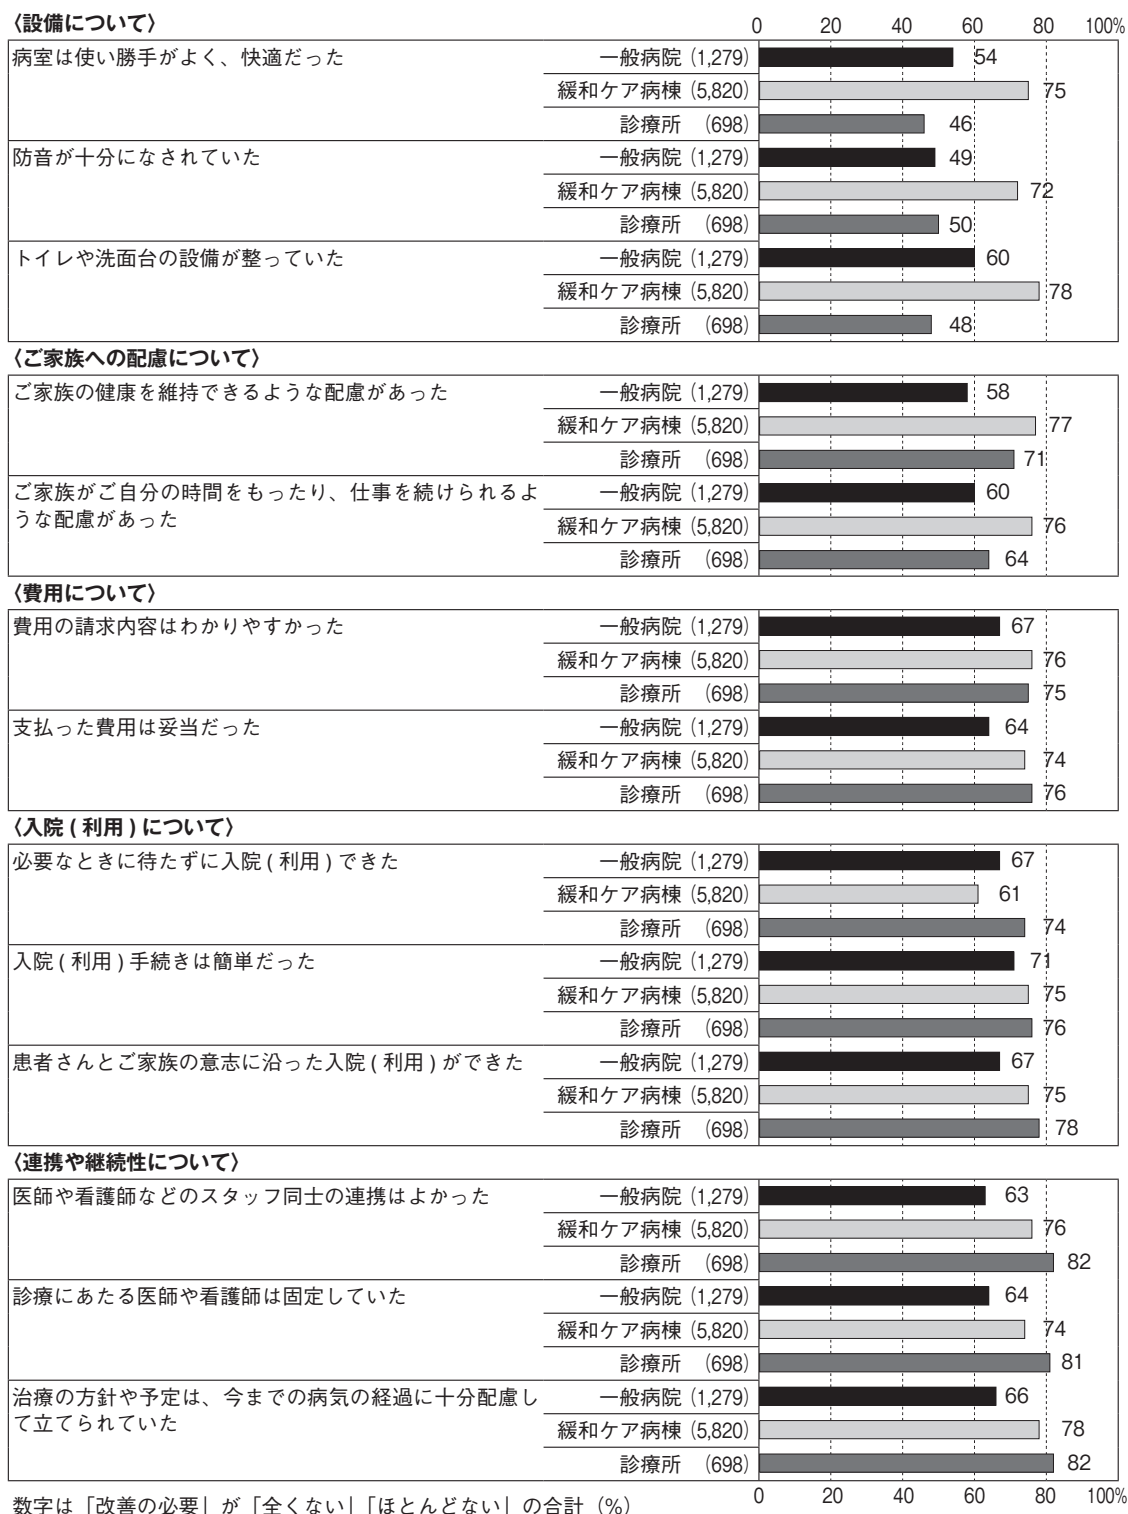 〈設備について〉
0 20 40 60 80 100%
病室は使い勝手がよく、快適だった 一般病院 (1,279) 54
緩和ケア病棟 (5,820) 75
診療所 (698) 46
防音が十分になされていた 一般病院 (1,279) 49
緩和ケア病棟 (5,820) 72
診療所 (698) 50
トイレや洗面台の設備が整っていた 一般病院 (1,279) 60
緩和ケア病棟 (5,820) 78
診療所 (698) 48
〈ご家族への配慮について〉
ご家族の健康を維持できるような配慮があった 一般病院 (1,279) 58
緩和ケア病棟 (5,820) 77
診療所 (698) 71
ご家族がご自分の時間をもったり、仕事を続けられるよ 一般病院 (1,279) 60
うな配慮があった 緩和ケア病棟 (5,820) 76
診療所 (698) 64
〈費用について〉
費用の請求内容はわかりやすかった 一般病院 (1,279) 67
緩和ケア病棟 (5,820) 76
診療所 (698) 75
支払った費用は妥当だった 一般病院 (1,279) 64
緩和ケア病棟 (5,820) 74
診療所 (698) 76
〈入院 ( 利用 ) について〉
必要なときに待たずに入院 ( 利用 ) できた 一般病院 (1,279) 67
緩和ケア病棟 (5,820) 61
診療所 (698) 74
入院 ( 利用 ) 手続きは簡単だった 一般病院 (1,279) 71
緩和ケア病棟 (5,820) 75
診療所 (698) 76
患者さんとご家族の意志に沿った入院 ( 利用 ) ができた 一般病院 (1,279) 67
緩和ケア病棟 (5,820) 75
診療所 (698) 78
〈連携や継続性について〉
医師や看護師などのスタッフ同士の連携はよかった 一般病院 (1,279) 63
緩和ケア病棟 (5,820) 76
診療所 (698) 82
診療にあたる医師や看護師は固定していた 一般病院 (1,279) 64
緩和ケア病棟 (5,820) 74
診療所 (698) 81
治療の方針や予定は、今までの病気の経過に十分配慮し 一般病院 (1,279) 66
て立てられていた 緩和ケア病棟 (5,820) 78
診療所 (698) 82
0 20 40 60 80 100%
数字は「改善の必要」が「全くない」「ほとんどない」の合計（%）